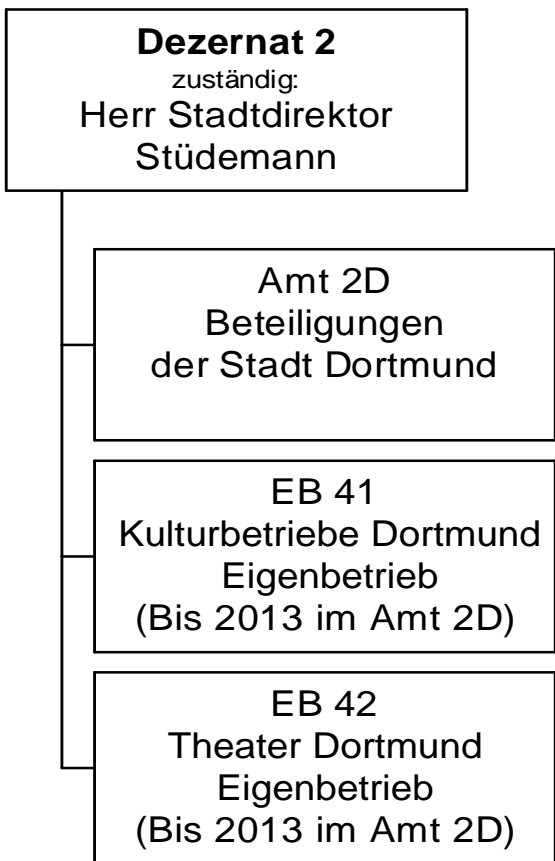 Dezernat 2
zuständig:
Herr Stadtdirektor
Stüdemann
Amt 2D
Beteiligungen
der Stadt Dortmund
EB 41
Kulturbetriebe Dortmund
Eigenbetrieb
(Bis 2013 im Amt 2D)
EB 42
Theater Dortmund
Eigenbetrieb
(Bis 2013 im Amt 2D)